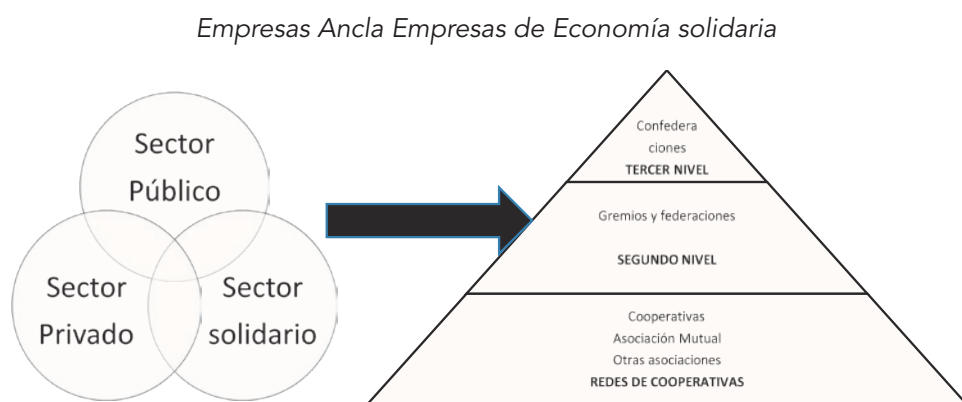 Empresas Ancla Empresas de Economía solidaria
Sector
Público
Sector
Privado
Sector
solidario
Confedera
ciones
TERCER NIVEL
Gremios y federaciones
SEGUNDO NIVEL
Cooperativas
Asociación Mutual
Otras asociaciones
REDES DE COOPERATIVAS